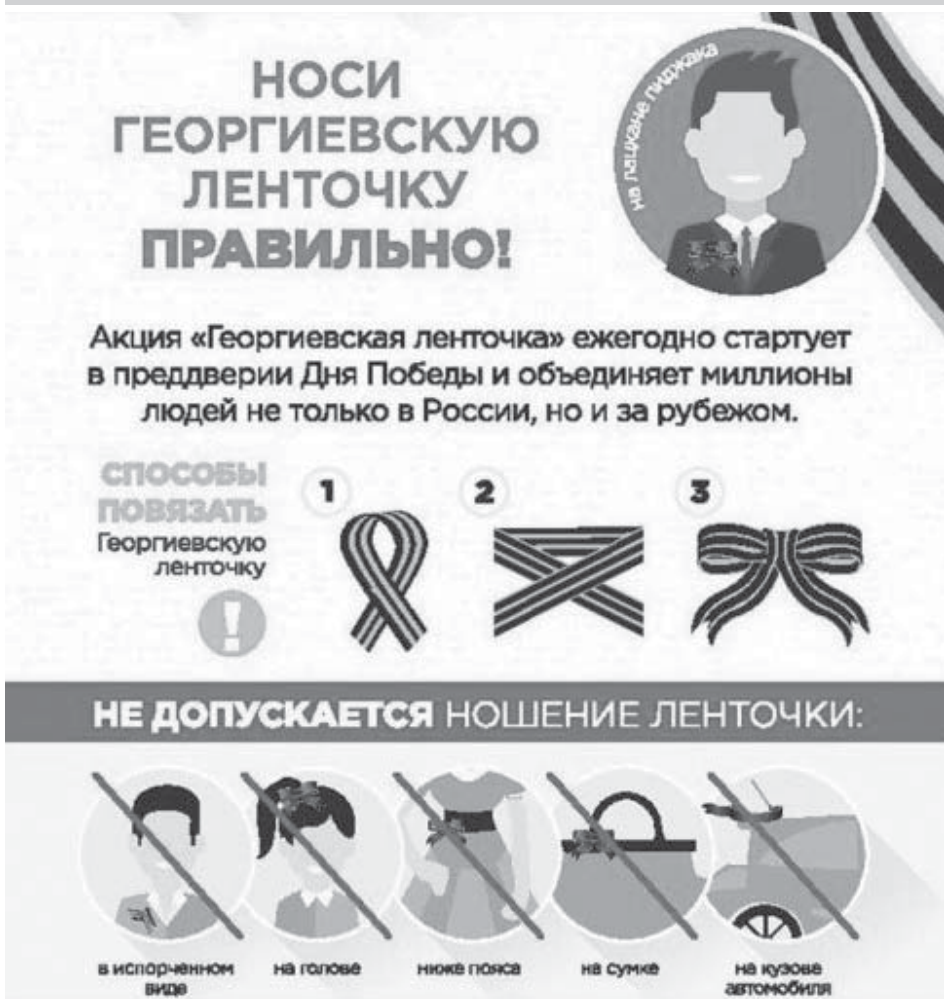 НОСИ
ГЕОРГИЕВСКУЮ
ЛЕНТОЧКУ
ПРАВИЛЬНО!
на лацкане пиджака
Акция «Георгиевская ленточка» ежегодно стартует
в преддверии Дня Победы и объединяет миллионы
людей не только в России, но и за рубежом.
СПОСОБЫ
ПОВЯЗАТЬ
Георгиевскую
ленточку
!
1
2
3
НЕ ДОПУСКАЕТСЯ НОШЕНИЕ ЛЕНТОЧКИ:
в испорченном
виде
на голове
ниже пояса
на сумке
на кузове
автомобиля